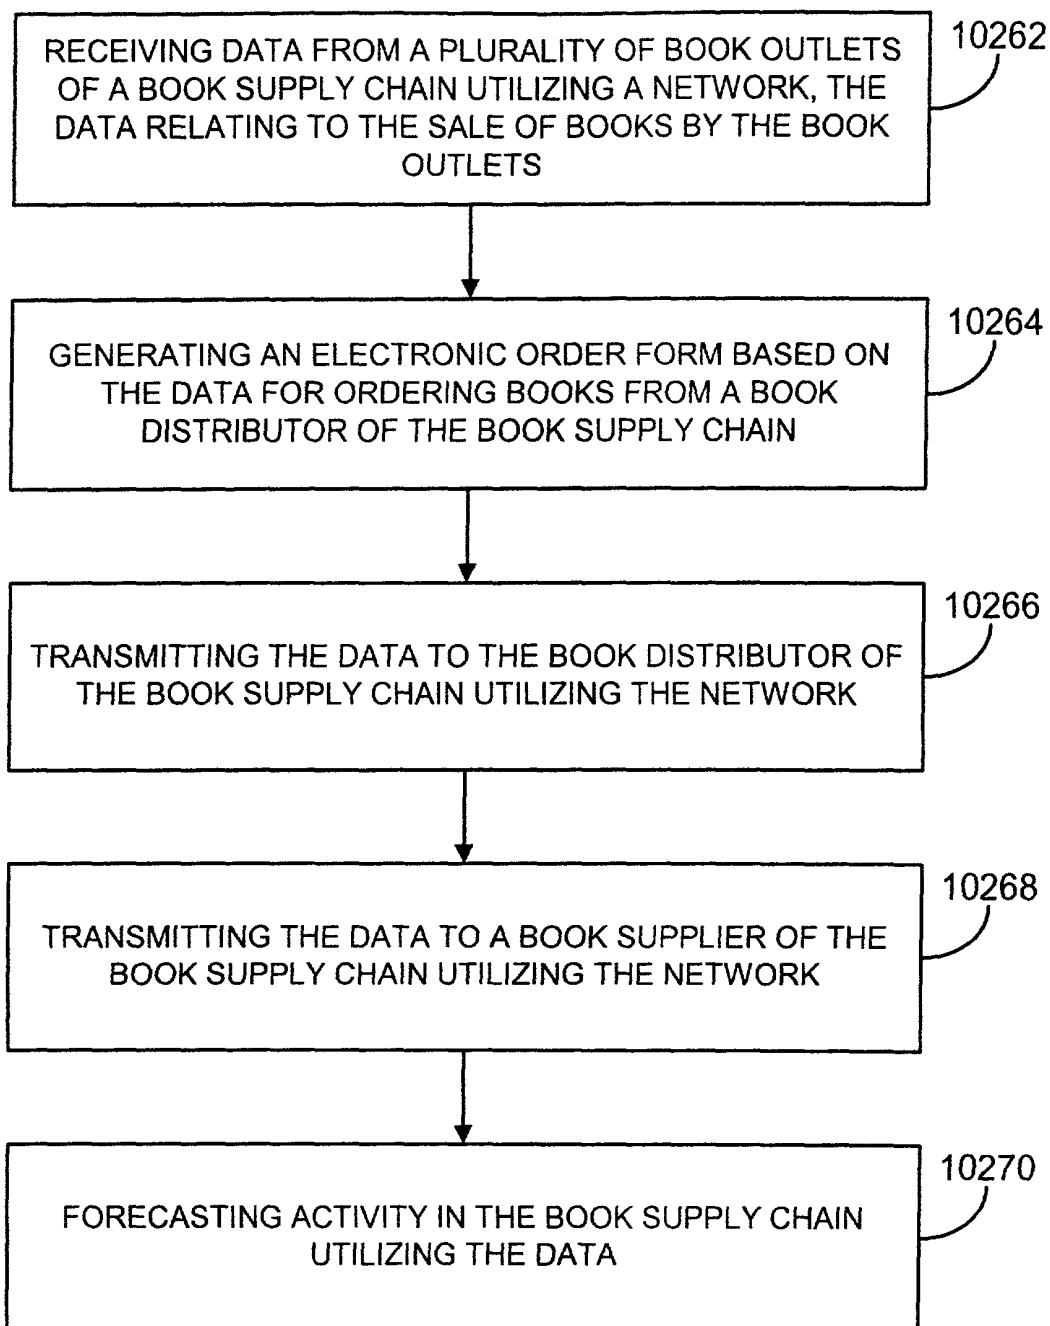 RECEIVING DATA FROM A PLURALITY OF BOOK OUTLETS
OF A BOOK SUPPLY CHAIN UTILIZING A NETWORK, THE
DATA RELATING TO THE SALE OF BOOKS BY THE BOOK
OUTLETS
10262
GENERATING AN ELECTRONIC ORDER FORM BASED ON
THE DATA FOR ORDERING BOOKS FROM A BOOK
DISTRIBUTOR OF THE BOOK SUPPLY CHAIN
10264
TRANSMITTING THE DATA TO THE BOOK DISTRIBUTOR OF
THE BOOK SUPPLY CHAIN UTILIZING THE NETWORK
10266
TRANSMITTING THE DATA TO A BOOK SUPPLIER OF THE
BOOK SUPPLY CHAIN UTILIZING THE NETWORK
10268
FORECASTING ACTIVITY IN THE BOOK SUPPLY CHAIN
UTILIZING THE DATA
10270